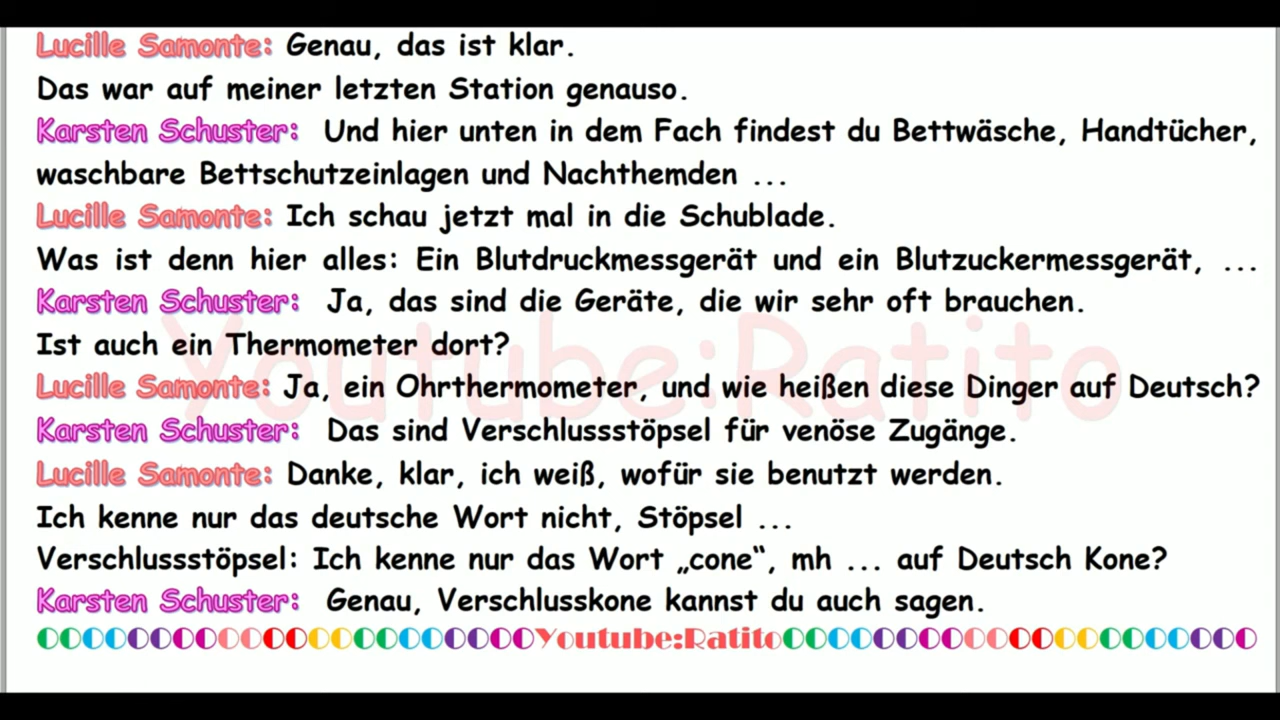 Lucille Samonte: Genau, das ist klar.
Das war auf meiner letzten Station genauso.
Karsten Schuster: Und hier unten in dem Fach findest du Bettwäsche, Handtücher,
waschbare Bettschutzeinlagen und Nachthemden ...
Lucille Samonte: Ich schau jetzt mal in die Schublade.
Was ist denn hier alles: Ein Blutdruckmessgerät und ein Blutzuckermessgerät, ...
Karsten Schuster: Ja, das sind die Geräte, die wir sehr oft brauchen.
Ist auch ein Thermometer dort?
Youtube:Ratito
Lucille Samonte: Ja, ein Ohrthermometer, und wie heißen diese Dinger auf Deutsch?
Karsten Schuster: Das sind Verschlussstöpsel für venöse Zugänge.
Lucille Samonte: Danke, klar, ich weiß, wofür sie benutzt werden.
Ich kenne nur das deutsche Wort nicht, Stöpsel ...
Verschlussstöpsel: Ich kenne nur das Wort „cone“, mh ... auf Deutsch Kone?
Karsten Schuster: Genau, Verschlusskone kannst du auch sagen.
Youtube:Ratito